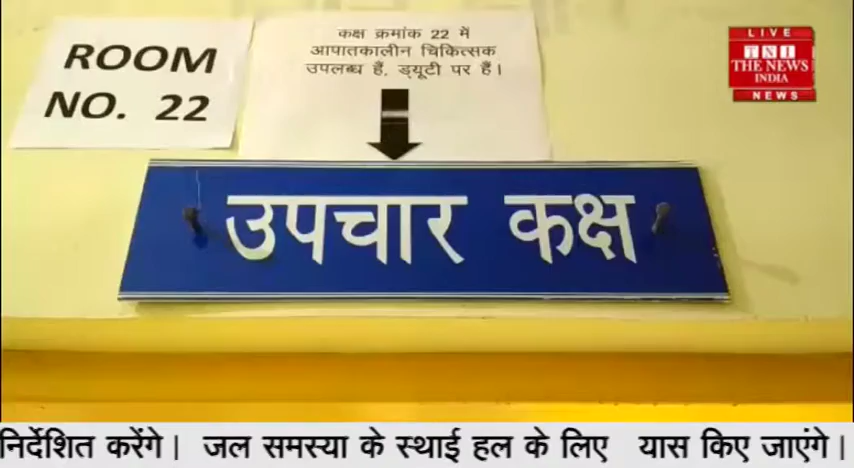 ROOM
NO. 22
कक्ष क्रमांक 22 में
आपातकालीन चिकित्सक
उपलब्ध हैं, ड्यूटी पर हैं।
उपचार कक्ष
LIVE
TNI
THE NEWS
INDIA
NEWS
निर्देशित करेंगे। जल समस्या के स्थाई हल के लिए यास किए जाएंगे।